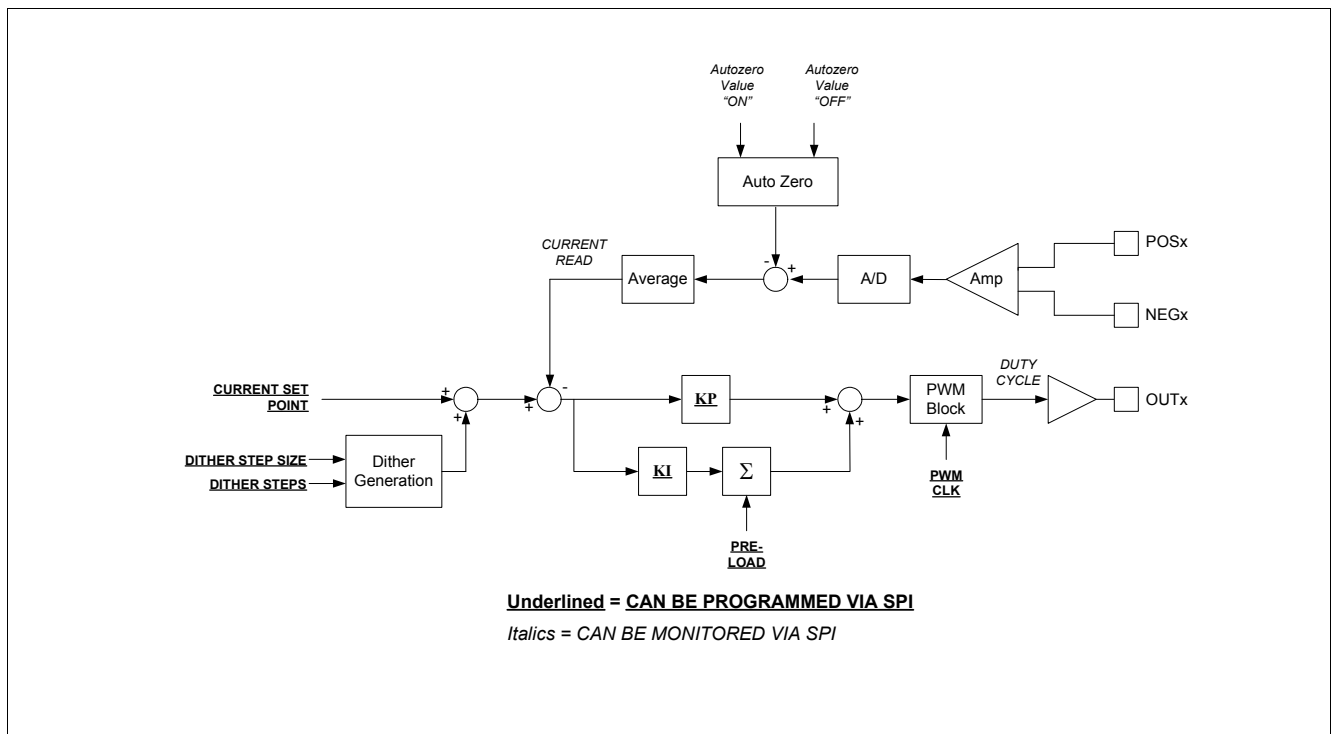 Autozero
Value
“ON”
Autozero
Value
“OFF”
Auto Zero
CURRENT
READ
Average
-
+
A/D
Amp
POSx
NEGx
CURRENT SET
POINT
+
+
+
-
KP
+
+
PWM
Block
DUTY
CYCLE
OUTx
DITHER STEP SIZE
DITHER STEPS
Dither
Generation
KI
Σ
PWM
CLK
PRE-
LOAD
Underlined = CAN BE PROGRAMMED VIA SPI
Italics = CAN BE MONITORED VIA SPI